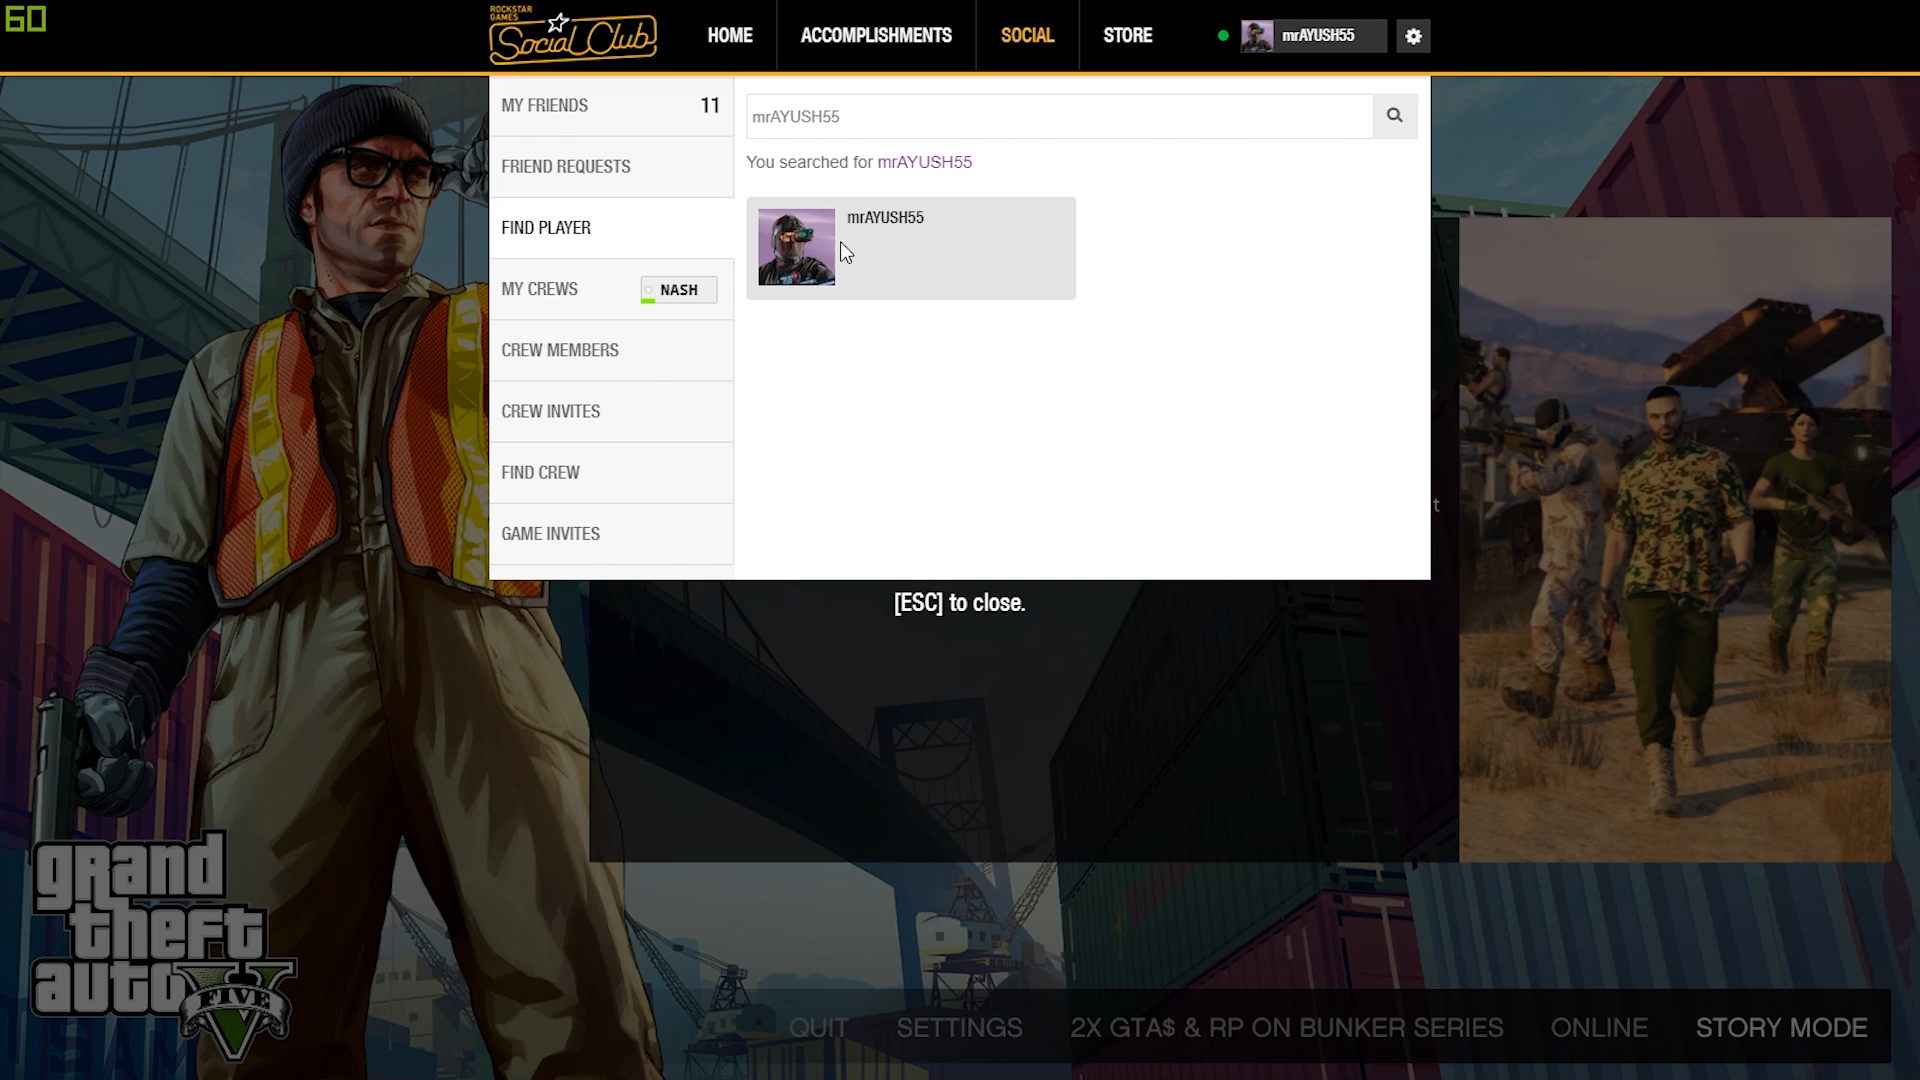 60
ROCKSTAR
GAMES
Social Club
HOME
ACCOMPLISHMENTS
SOCIAL
STORE
mrAYUSH55
MY FRIENDS 11
FRIEND REQUESTS
FIND PLAYER
MY CREWS NASH
CREW MEMBERS
CREW INVITES
FIND CREW
GAME INVITES
mrAYUSH55
You searched for mrAYUSH55
mrAYUSH55
t
[ESC] to close.
grand
theft
auto
FIVE
QUIT
SETTINGS
2X GTA$ & RP ON BUNKER SERIES
ONLINE
STORY MODE